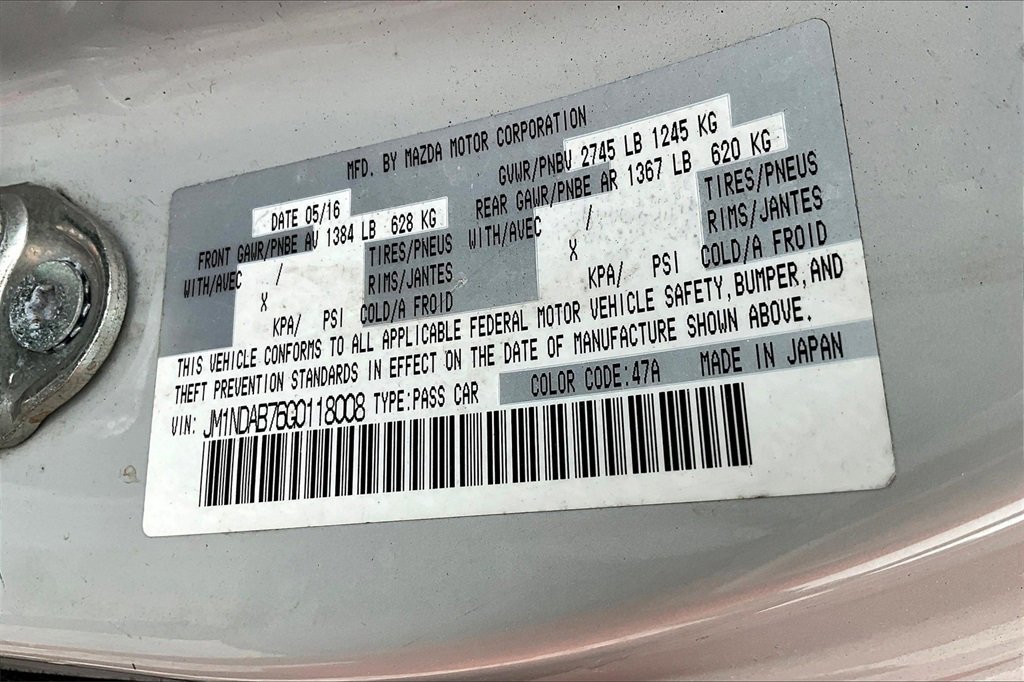 MFD. BY MAZDA MOTOR CORPORATION
DATE 05/16 GVWR/PNBV 2745 LB 1245 KG
FRONT GAWR/PNBE AV 1384 LB 628 KG REAR GAWR/PNBE AR 1367 LB 620 KG
WITH/AVEC / TIRES/PNEUS WITH/AVEC / TIRES/PNEUS
X RIMS/JANTES X RIMS/JANTES
KPA/ PSI COLD/A FROID KPA/ PSI COLD/A FROID
THIS VEHICLE CONFORMS TO ALL APPLICABLE FEDERAL MOTOR VEHICLE SAFETY, BUMPER, AND
THEFT PREVENTION STANDARDS IN EFFECT ON THE DATE OF MANUFACTURE SHOWN ABOVE.
VIN: JM1NDAB76G0118008 TYPE:PASS CAR COLOR CODE:47A MADE IN JAPAN